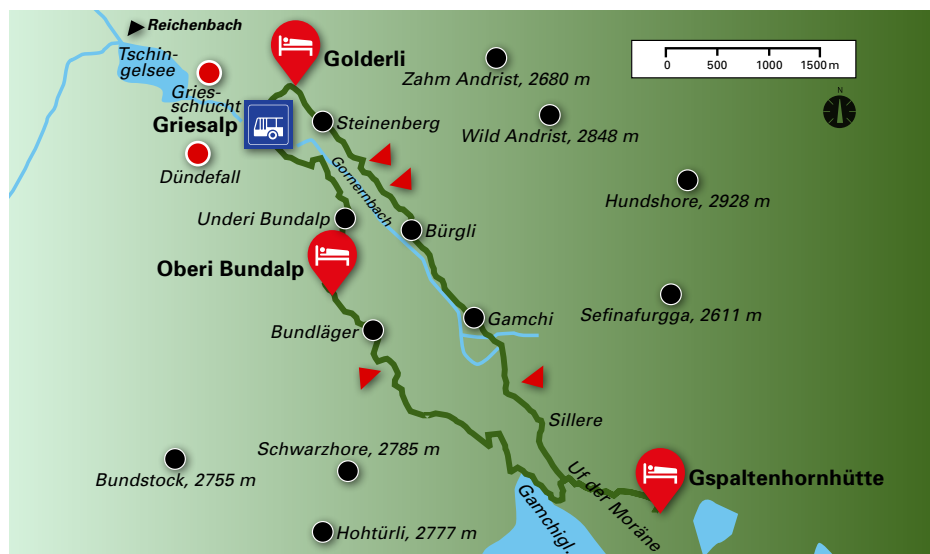 Reichenbach
Tschin-
gelsee
Gries-
schlucht
Griesalp
Golderli
Steinenberg
Zahm Andrist, 2680 m
Wild Andrist, 2848 m
0 500 1000 1500 m
N
Dündefall
Gornernbach
Hundshore, 2928 m
Underi Bundalp
Bürgli
Oberi Bundalp
Sefinafurgga, 2611 m
Gamchi
Bundläger
Sillere
Schwarzhore, 2785 m
Bundstock, 2755 m
Uf der Moräne
Gspaltenhornhütte
Gamchigl.
Hohtürli, 2777 m